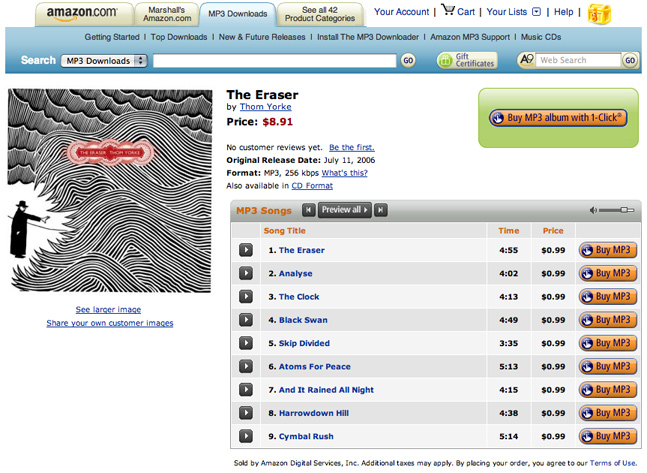 amazon.com
Marshall's Amazon.com
MP3 Downloads
See all 42 Product Categories
Your Account | Cart | Your Lists | Help |
Getting Started | Top Downloads | New & Future Releases | Install The MP3 Downloader | Amazon MP3 Support | Music CDs
Search MP3 Downloads GO Gift Certificates A9 Web Search GO
The Eraser
by Thom Yorke
Price: $8.91
Buy MP3 album with 1-Click®
THE ERASER THOM YORKE
No customer reviews yet. Be the first.
Original Release Date: July 11, 2006
Format: MP3, 256 kbps What's this?
Also available in CD Format
MP3 Songs Preview all
Song Title Time Price
1. The Eraser 4:55 $0.99 Buy MP3
2. Analyse 4:02 $0.99 Buy MP3
3. The Clock 4:13 $0.99 Buy MP3
4. Black Swan 4:49 $0.99 Buy MP3
5. Skip Divided 3:35 $0.99 Buy MP3
6. Atoms For Peace 5:13 $0.99 Buy MP3
7. And It Rained All Night 4:15 $0.99 Buy MP3
8. Harrowdown Hill 4:38 $0.99 Buy MP3
9. Cymbal Rush 5:14 $0.99 Buy MP3
See larger image
Share your own customer images
Sold by Amazon Digital Services, Inc. Additional taxes may apply. By placing your order, you agree to our Terms of Use.